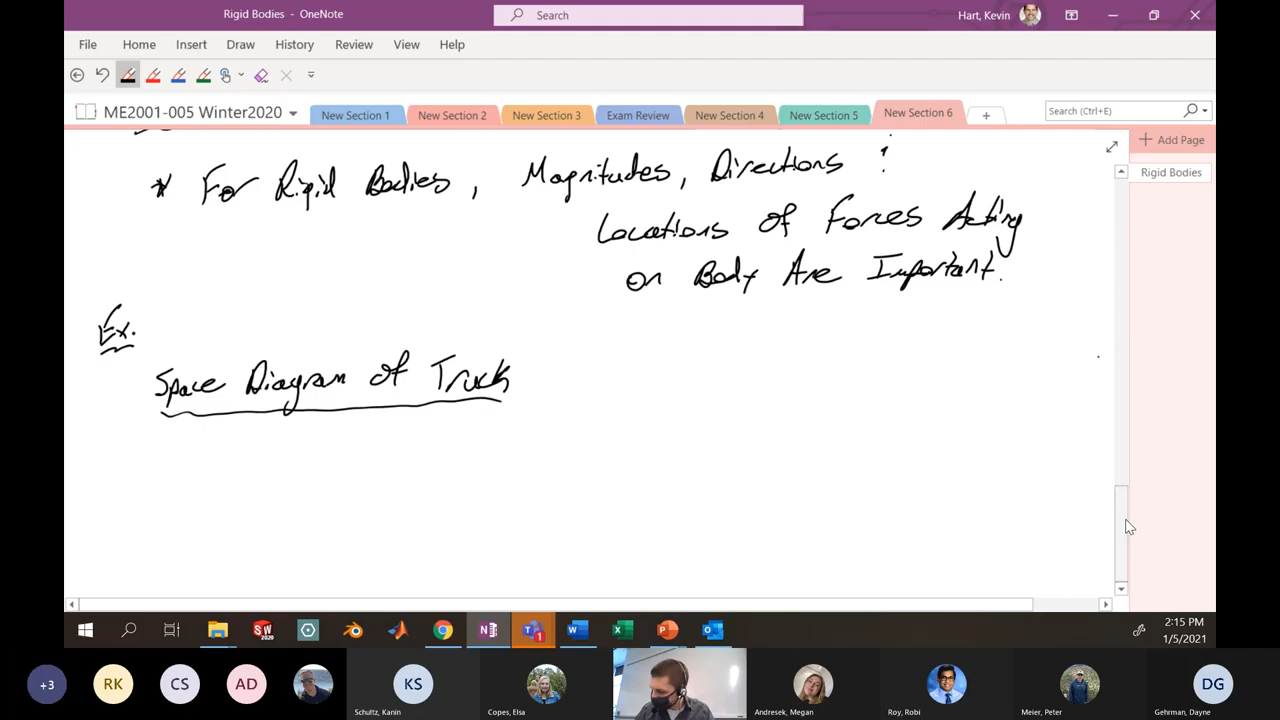 Rigid Bodies - OneNote
Search
Hart, Kevin
File Home Insert Draw History Review View Help
ME2001-005 Winter2020
New Section 1
New Section 2
New Section 3
Exam Review
New Section 4
New Section 5
New Section 6
Search (Ctrl+E)
Add Page
Rigid Bodies
* For Rigid Bodies, Magnitudes, Directions &
Locations of Forces Acting
on Body Are Important.
Ex.
Space Diagram of Truck
SW
2020
1
2:15 PM
1/5/2021
+3
RK
CS
AD
KS
DG
Schultz, Kanin
Copes, Elsa
Andresek, Megan
Roy, Robi
Meier, Peter
Gehrman, Dayne